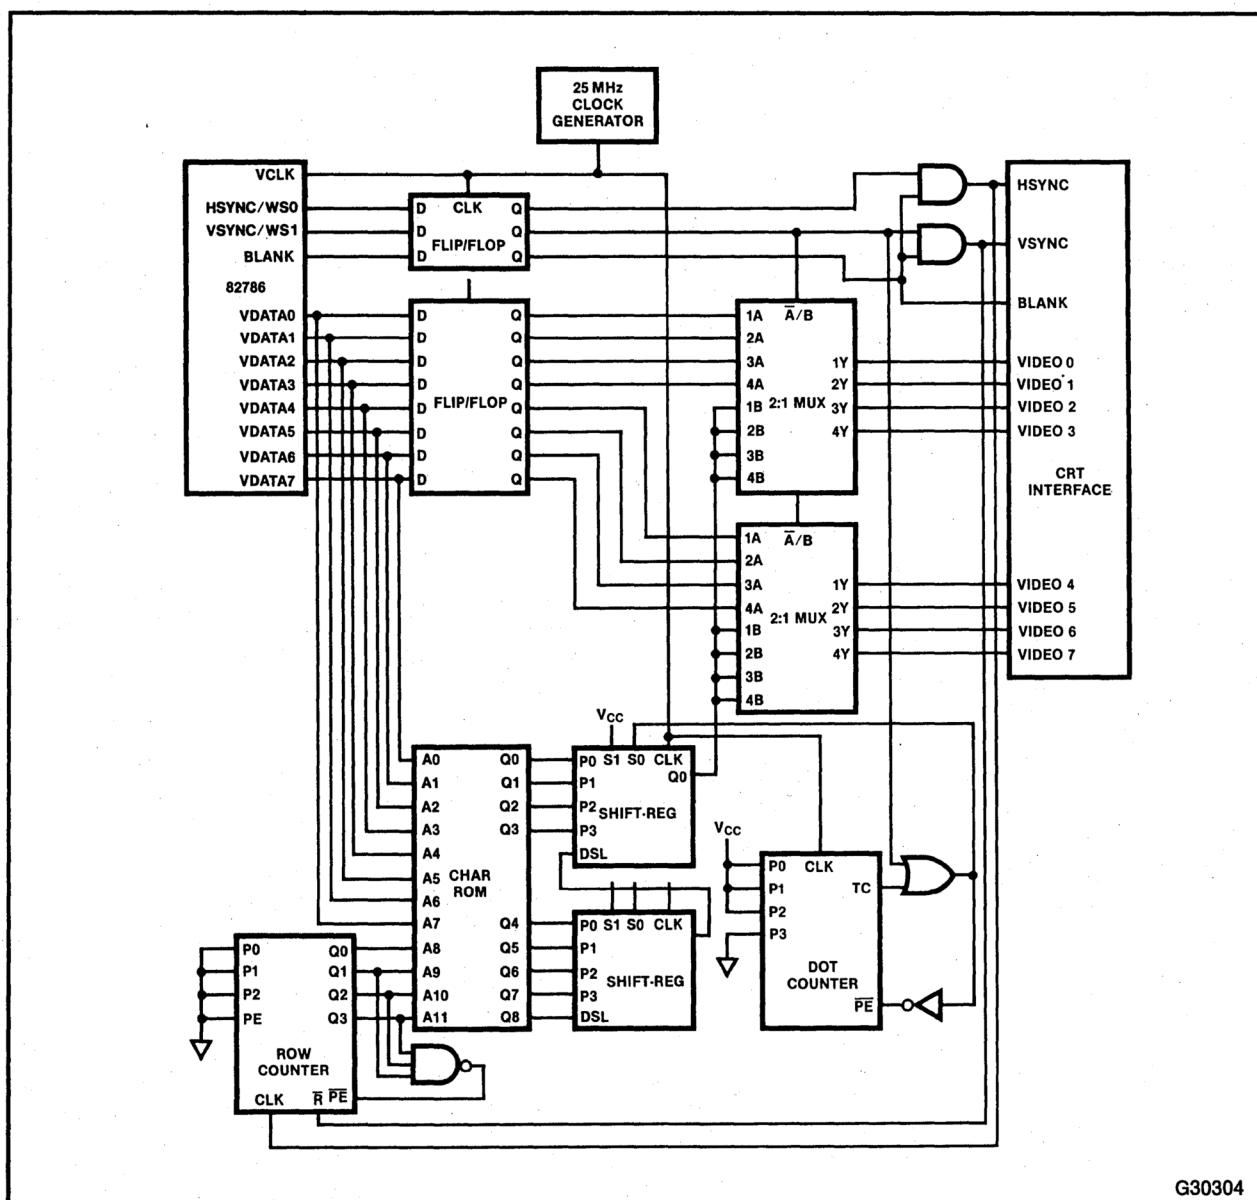 25 MHz
CLOCK
GENERATOR
VCLK
HSYNC/WS0
VSYNC/WS1
BLANK
82786
VDATA0
VDATA1
VDATA2
VDATA3
VDATA4
VDATA5
VDATA6
VDATA7
D CLK Q
D Q
FLIP/FLOP
D Q
D Q
D Q
D Q
D Q
FLIP/FLOP
D Q
D Q
D Q
D Q
1A A/B
2A
3A 1Y
4A 2Y
1B 2:1 MUX 3Y
2B 4Y
3B
4B
1A A/B
2A
3A 1Y
4A 2Y
2:1 MUX
1B 3Y
2B 4Y
3B
4B
HSYNC
VSYNC
BLANK
VIDEO 0
VIDEO 1
VIDEO 2
VIDEO 3
CRT
INTERFACE
VIDEO 4
VIDEO 5
VIDEO 6
VIDEO 7
A0 Q0
A1 Q1
A2 Q2
A3 Q3
A4
CHAR
ROM
A5
A6
A7 Q4
A8 Q5
A9 Q6
A10 Q7
A11 Q8
VCC
P0 S1 S0 CLK
Q0
P1
P2
SHIFT-REG
P3
DSL
P0 S1 S0 CLK
P1
P2
SHIFT-REG
P3
DSL
VCC
P0 CLK
P1 TC
P2
P3
DOT
COUNTER
PE
P0 Q0
P1 Q1
P2 Q2
PE Q3
ROW
COUNTER
CLK R PE
G30304